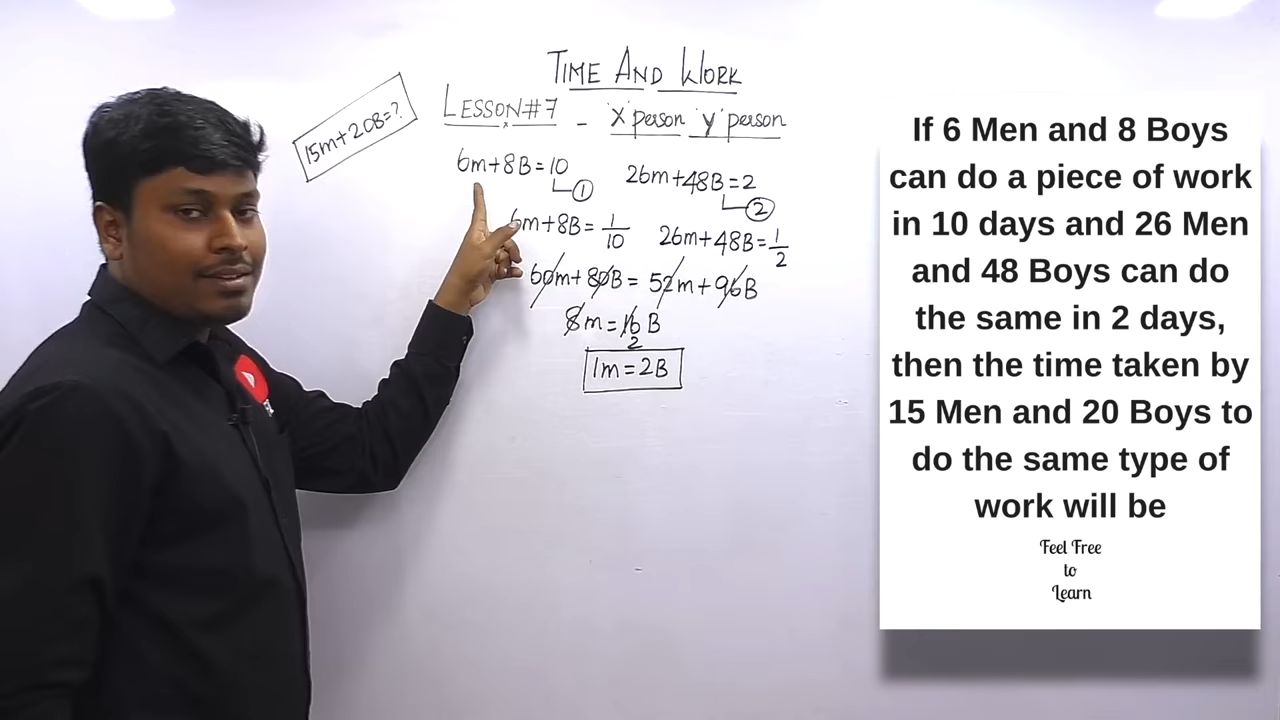 TIME AND WORK
LESSON#7 - 'X' person 'y' person
15m+20B=?
6m+8B=10
①
26m+48B=2
②
6m+8B=1/10
26m+48B=1/2
60m+80B=52m+96B
8m=16B
2
1m=2B
If 6 Men and 8 Boys
can do a piece of work
in 10 days and 26 Men
and 48 Boys can do
the same in 2 days,
then the time taken by
15 Men and 20 Boys to
do the same type of
work will be
Feel Free
to
Learn